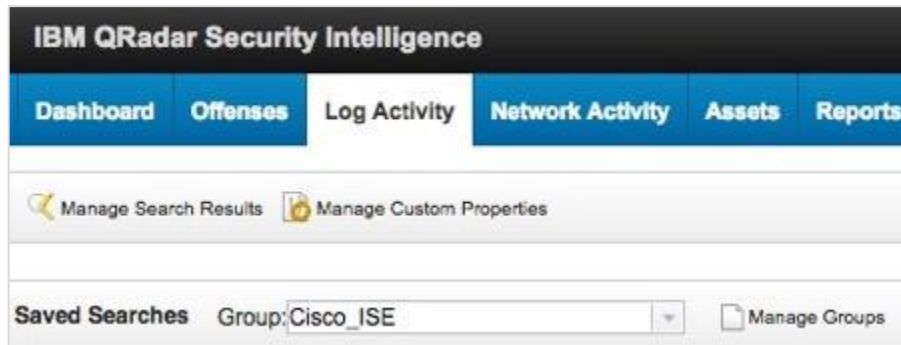 IBM QRadar Security Intelligence
Dashboard Offenses Log Activity Network Activity Assets Reports
Manage Search Results Manage Custom Properties
Saved Searches Group: Cisco_ISE Manage Groups